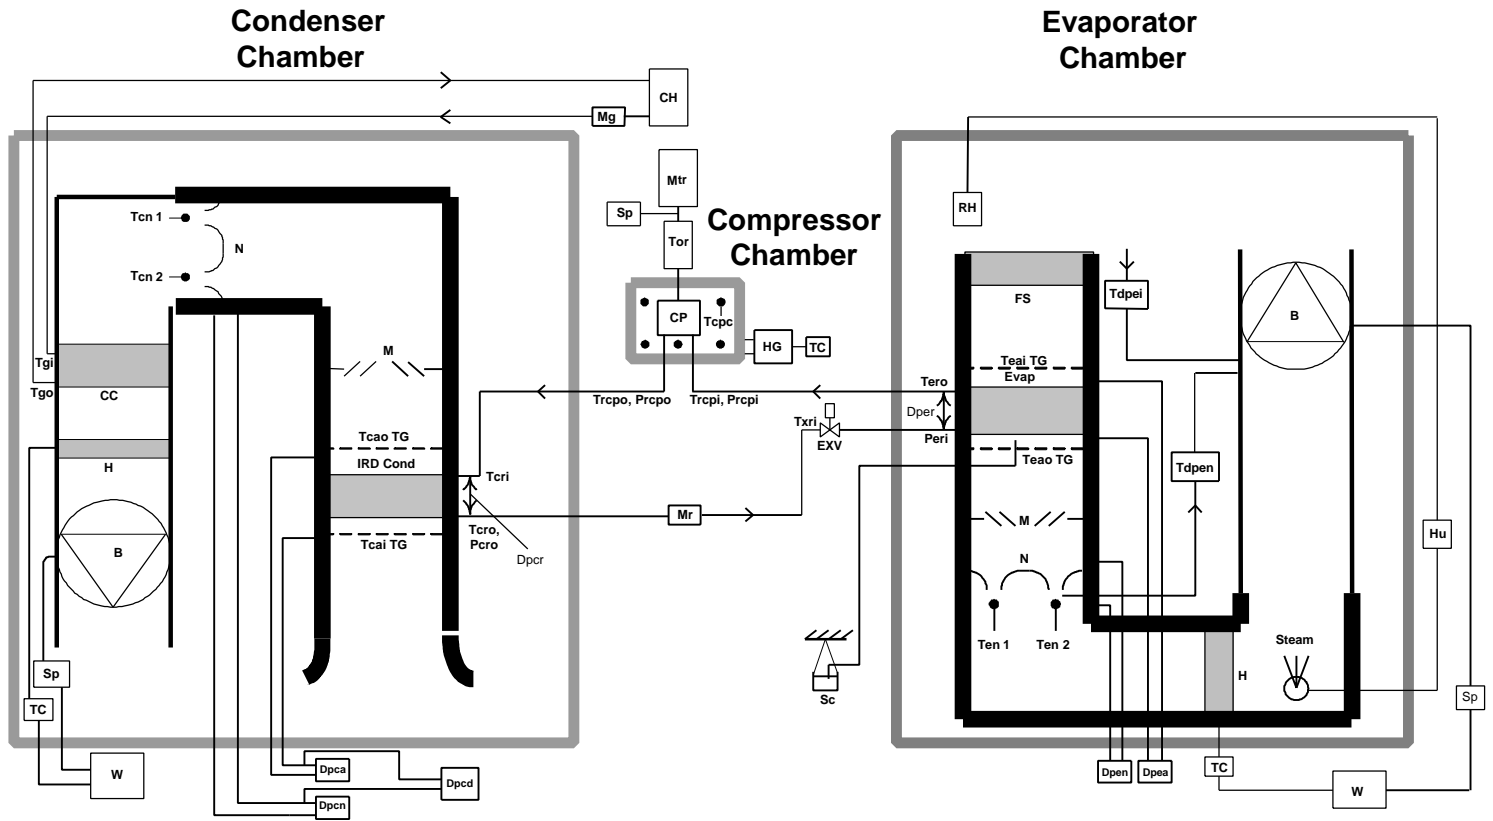 Condenser
Chamber
Evaporator
Chamber
CH
Mg
Mtr
Sp
Tor
Compressor
Chamber
CP
Tcpc
HG
TC
Trcpo, Prcpo
Trcpi, Prcpi
Tcn 1
Tcn 2
N
M
Tgi
Tgo
CC
H
B
Tcao TG
IRD Cond
Tcai TG
Tcri
Tcro,
Pcro
Dpcr
Mr
Sp
TC
W
Dpca
Dpcn
Dpcd
RH
FS
Tdpei
B
Teai TG
Evap
Tero
Dper
Peri
Txri
EXV
Teao TG
Tdpen
M
N
Ten 1
Ten 2
Steam
H
Hu
Sp
Sc
Dpen
Dpea
TC
W